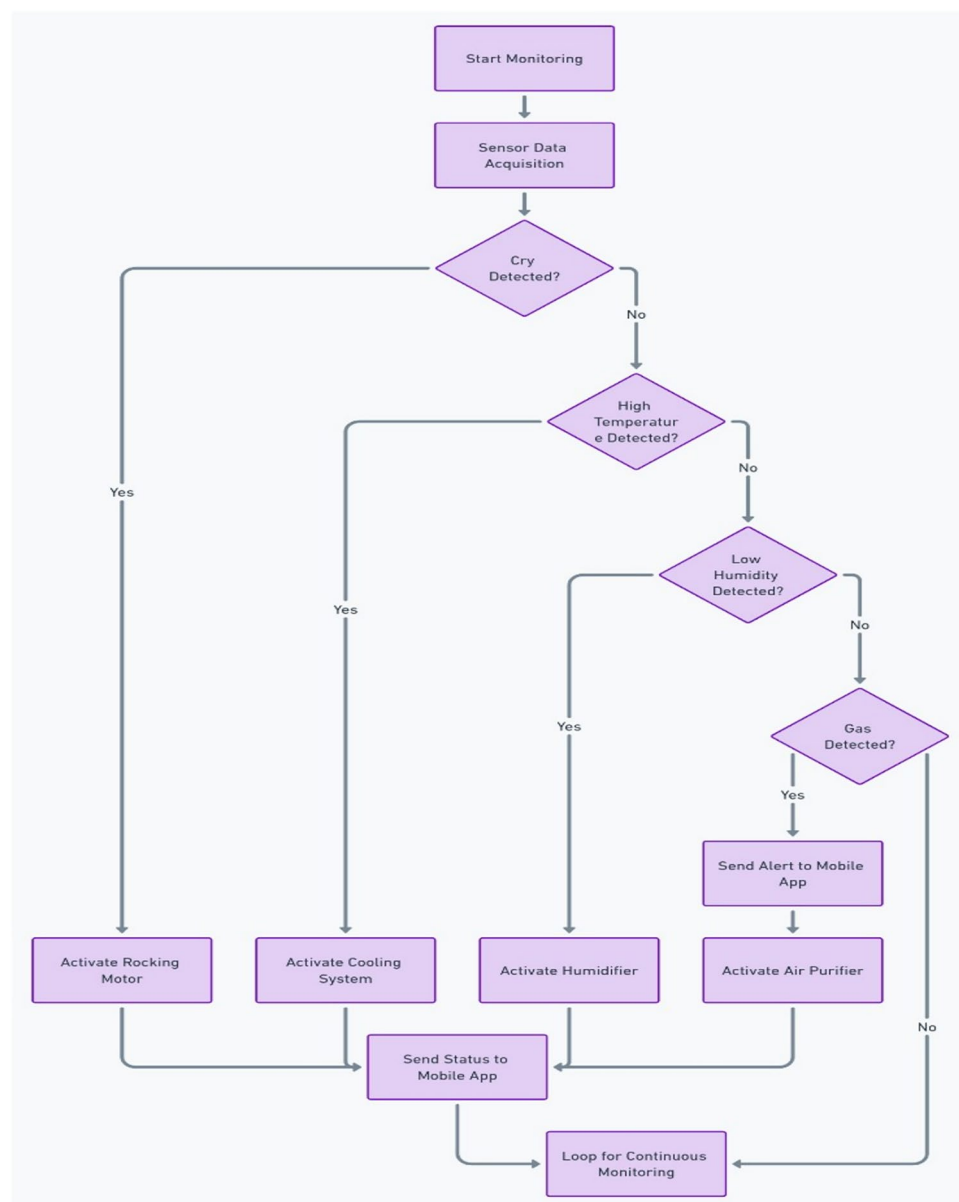 Start Monitoring
Sensor Data
Acquisition
Cry
Detected?
No
High
Temperatur
e Detected?
No
Yes
Low
Humidity
Detected?
Yes
No
Yes
Gas
Detected?
Yes
Send Alert to Mobile
App
Activate Rocking
Motor
Activate Cooling
System
Activate Humidifier
Activate Air Purifier
No
Send Status to
Mobile App
Loop for Continuous
Monitoring